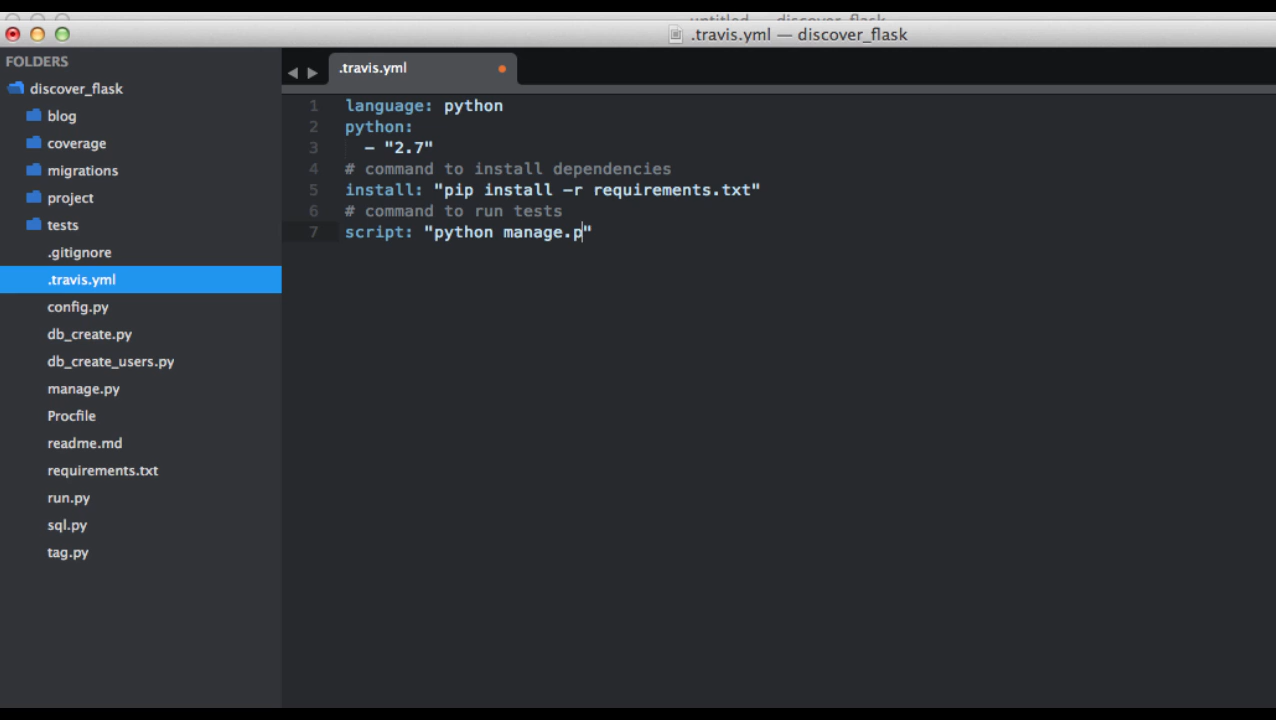 untitled — discover_flask
.travis.yml — discover_flask
FOLDERS
discover_flask
blog
coverage
migrations
project
tests
.gitignore
.travis.yml
config.py
db_create.py
db_create_users.py
manage.py
Procfile
readme.md
requirements.txt
run.py
sql.py
tag.py
.travis.yml
1 language: python
2 python:
3 - "2.7"
4 # command to install dependencies
5 install: "pip install -r requirements.txt"
6 # command to run tests
7 script: "python manage.p"